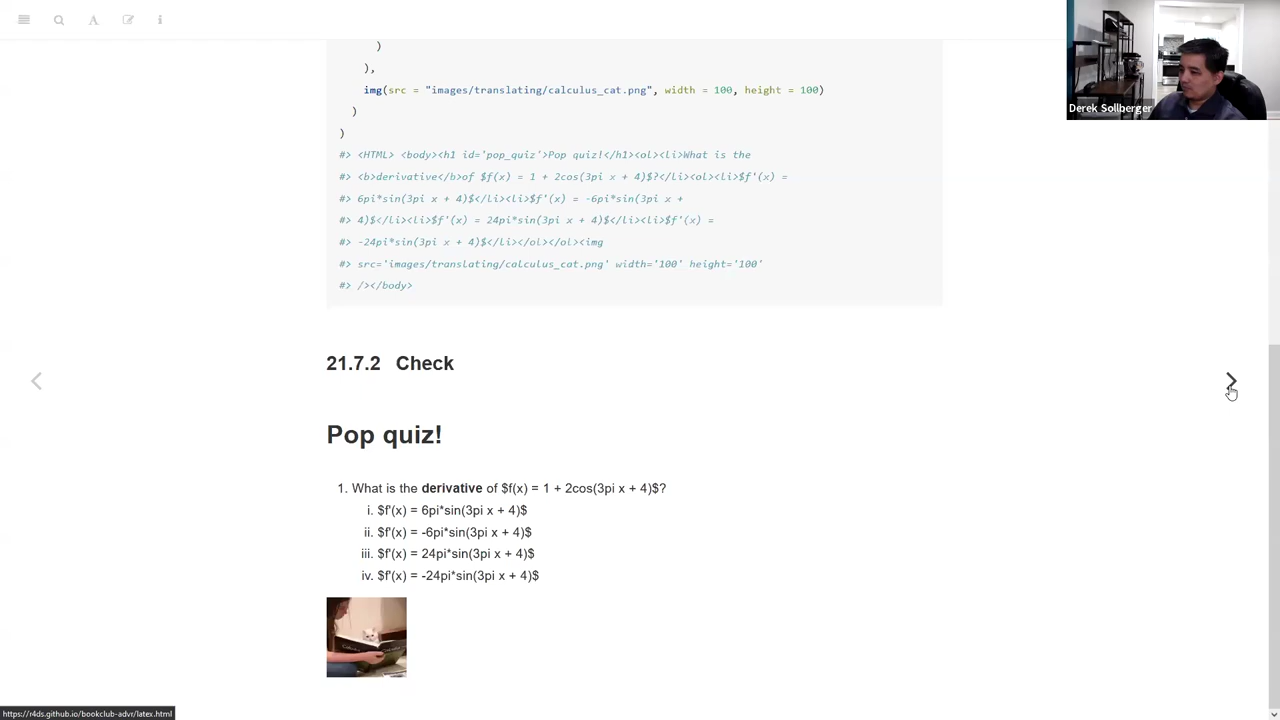 Derek Sollberger
)
),
img(src = "images/translating/calculus_cat.png", width = 100, height = 100)
)
)
#> <HTML> <body><h1 id='pop_quiz'>Pop quiz!</h1><ol><li>What is the
#> <b>derivative</b>of $f(x) = 1 + 2cos(3pi x + 4)$?</li><ol><li>$f'(x) =
#> 6pi*sin(3pi x + 4)$</li><li>$f'(x) = -6pi*sin(3pi x +
#> 4)$</li><li>$f'(x) = 24pi*sin(3pi x + 4)$</li><li>$f'(x) =
#> -24pi*sin(3pi x + 4)$</li></ol></ol><img
#> src='images/translating/calculus_cat.png' width='100' height='100'
#> /></body>
21.7.2 Check
Pop quiz!
1. What is the derivative of $f(x) = 1 + 2cos(3pi x + 4)$?
i. $f'(x) = 6pi*sin(3pi x + 4)$
ii. $f'(x) = -6pi*sin(3pi x + 4)$
iii. $f'(x) = 24pi*sin(3pi x + 4)$
iv. $f'(x) = -24pi*sin(3pi x + 4)$
https://r4ds.github.io/bookclub-advr/latex.html